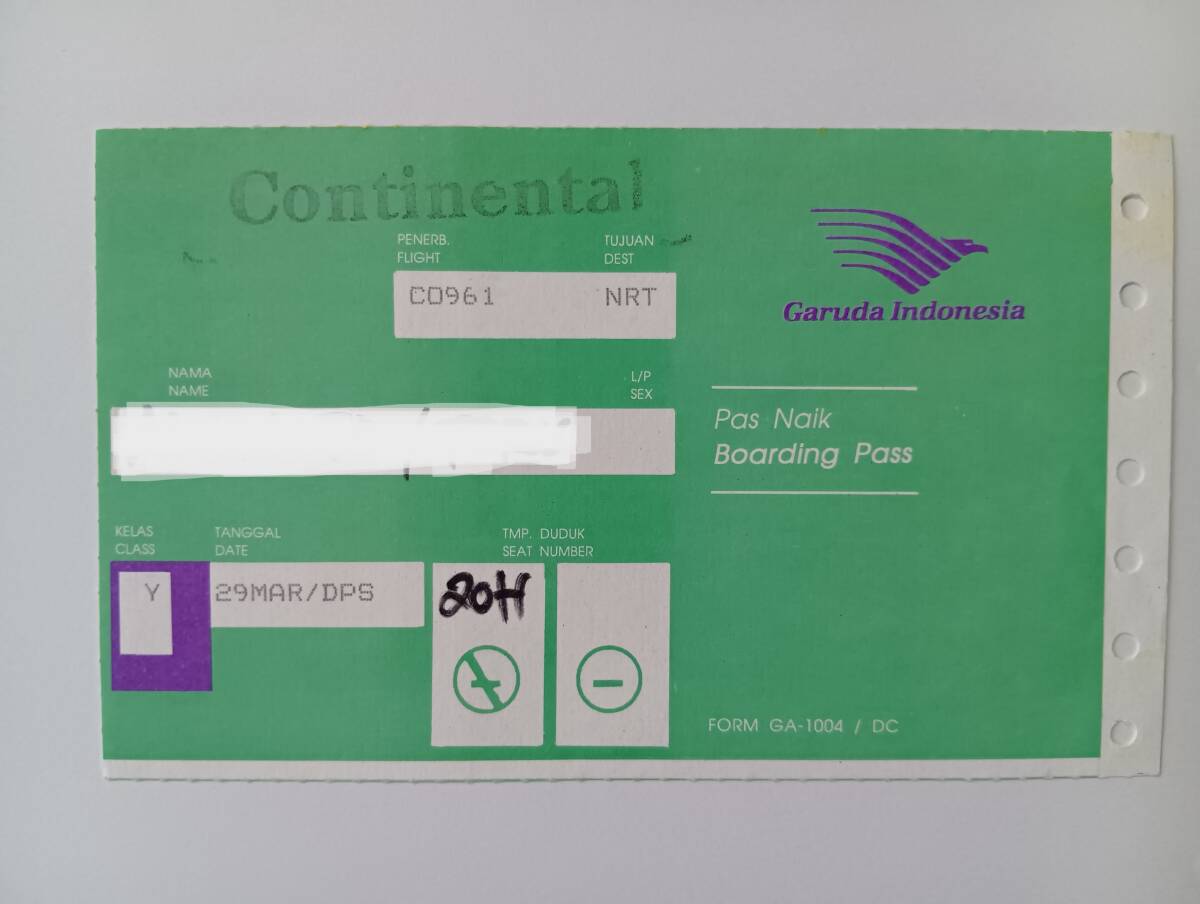 Continental
PENERB. TUJUAN
FLIGHT DEST
CO961 NRT
Garuda Indonesia
NAMA L/P
NAME SEX
Pas Naik
Boarding Pass
KELAS TANGGAL TMP. DUDUK
CLASS DATE SEAT NUMBER
Y 29MAR/DPS 20H
FORM GA-1004 / DC